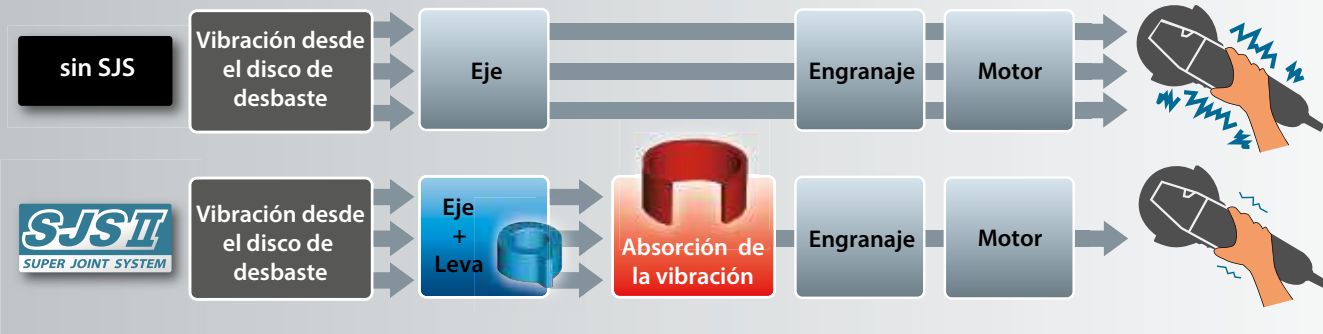 sin SJS
Vibración desde
el disco de
desbaste
Eje
Engranaje
Motor
SJS II
SUPER JOINT SYSTEM
Vibración desde
el disco de
desbaste
Eje
+
Leva
Absorción de
la vibración
Engranaje
Motor